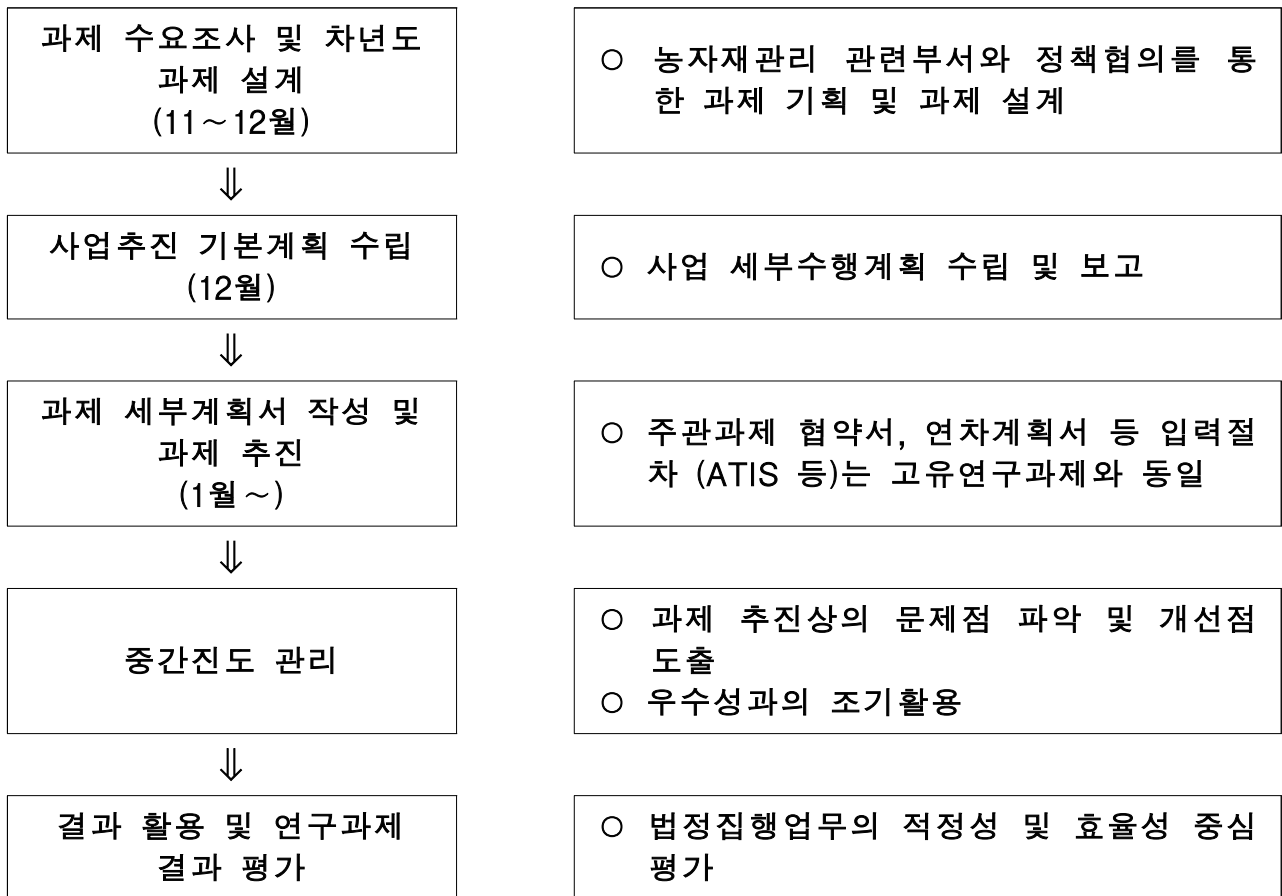 과제 수요조사 및 차년도
과제 설계
(11～12월)
○ 농자재관리 관련부서와 정책협의를 통
한 과제 기획 및 과제 설계
⇓
사업추진 기본계획 수립
(12월)
○ 사업 세부수행계획 수립 및 보고
⇓
과제 세부계획서 작성 및
과제 추진
(1월～)
○ 주관과제 협약서, 연차계획서 등 입력절
차 (ATIS 등)는 고유연구과제와 동일
⇓
중간진도 관리
○ 과제 추진상의 문제점 파악 및 개선점
도출
○ 우수성과의 조기활용
⇓
결과 활용 및 연구과제
결과 평가
○ 법정집행업무의 적정성 및 효율성 중심
평가